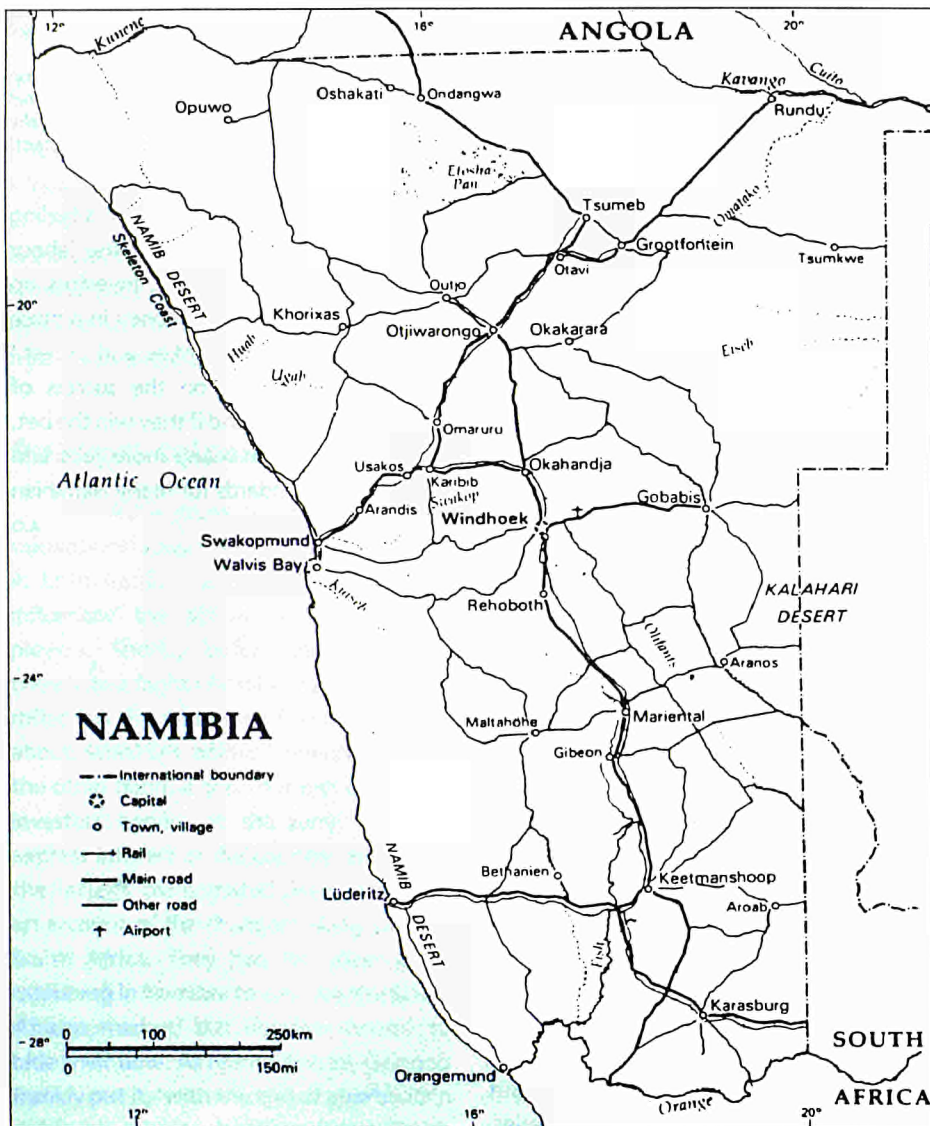 12° 16° 20°
ANGOLA
Kunene
Cuito
Kavango
Oshakati
Ondangwa
Opuwo
Rundu
Etosha
Pan
Omatako
Tsumeb
Grootfontein
Otavi
Tsumkwe
NAMIB DESERT
Skeleton Coast
Outjo
20°
Khorixas
Otjiwarongo
Okakarara
Huab
Ugab
Eiseb
Omaruru
Atlantic Ocean
Usakos
Karibib
Okahandja
Gobabis
Arandis
Windhoek
Swakopmund
Walvis Bay
Kuiseb
Rehoboth
KALAHARI
DESERT
Olifants
Aranos
24°
NAMIBIA
Maltahöhe
Mariental
Gibeon
International boundary
Capital
Town, village
Rail
Main road
Other road
Airport
NAMIB
DESERT
Bethanien
Keetmanshoop
Lüderitz
Aroab
Fish
Karasburg
0 100 250km
0 150mi
28°
SOUTH
AFRICA
Oranjemund
Orange
12° 16° 20°